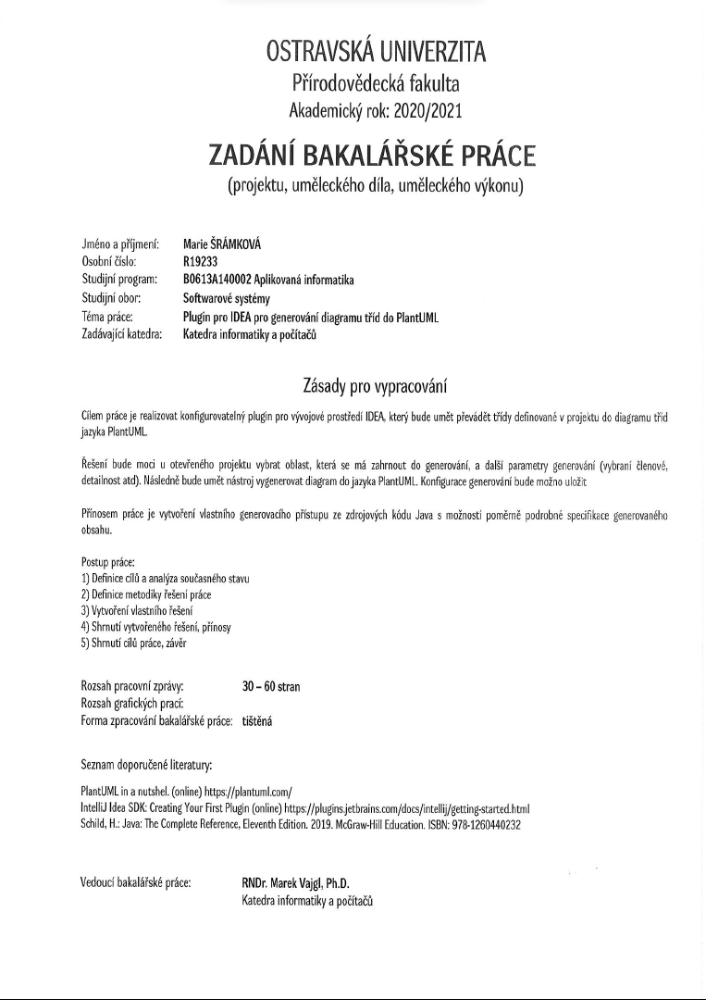 OSTRAVSKÁ UNIVERZITA
Přírodovědecká fakulta
Akademický rok: 2020/2021
ZADÁNÍ BAKALÁŘSKÉ PRÁCE
(projektu, uměleckého díla, uměleckého výkonu)
Jméno a příjmení: Marie ŠRÁMKOVÁ
Osobní číslo: R19233
Studijní program: B0613A140002 Aplikovaná informatika
Studijní obor: Softwarové systémy
Téma práce: Plugin pro IDEA pro generování diagramu tříd do PlantUML
Zadávající katedra: Katedra informatiky a počítačů
Zásady pro vypracování
Cílem práce je realizovat konfigurovatelný plugin pro vývojové prostředí IDEA, který bude umět převádět třídy definované v projektu do diagramu tříd
jazyka PlantUML.
Řešení bude moci u otevřeného projektu vybrat oblast, která se má zahrnout do generování, a další parametry generování (vybraní členové,
detailnost atd). Následně bude umět nástroj vygenerovat diagram do jazyka PlantUML. Konfigurace generování bude možno uložit
Přínosem práce je vytvoření vlastního generovacího přístupu ze zdrojových kódu Java s možností poměrně podrobné specifikace generovaného
obsahu.
Postup práce:
1) Definice cílů a analýza současného stavu
2) Definice metodiky řešení práce
3) Vytvoření vlastního řešení
4) Shrnutí vytvořeného řešení, přínosy
5) Shrnutí cílů práce, závěr
Rozsah pracovní zprávy: 30 – 60 stran
Rozsah grafických prací:
Forma zpracování bakalářské práce: tištěná
Seznam doporučené literatury:
PlantUML in a nutshel. (online) https://plantuml.com/
IntelliJ Idea SDK: Creating Your First Plugin (online) https://plugins.jetbrains.com/docs/intellij/getting-started.html
Schild, H.: Java: The Complete Reference, Eleventh Edition. 2019. McGraw-Hill Education. ISBN: 978-1260440232
Vedoucí bakalářské práce: RNDr. Marek Vajgl, Ph.D.
Katedra informatiky a počítačů